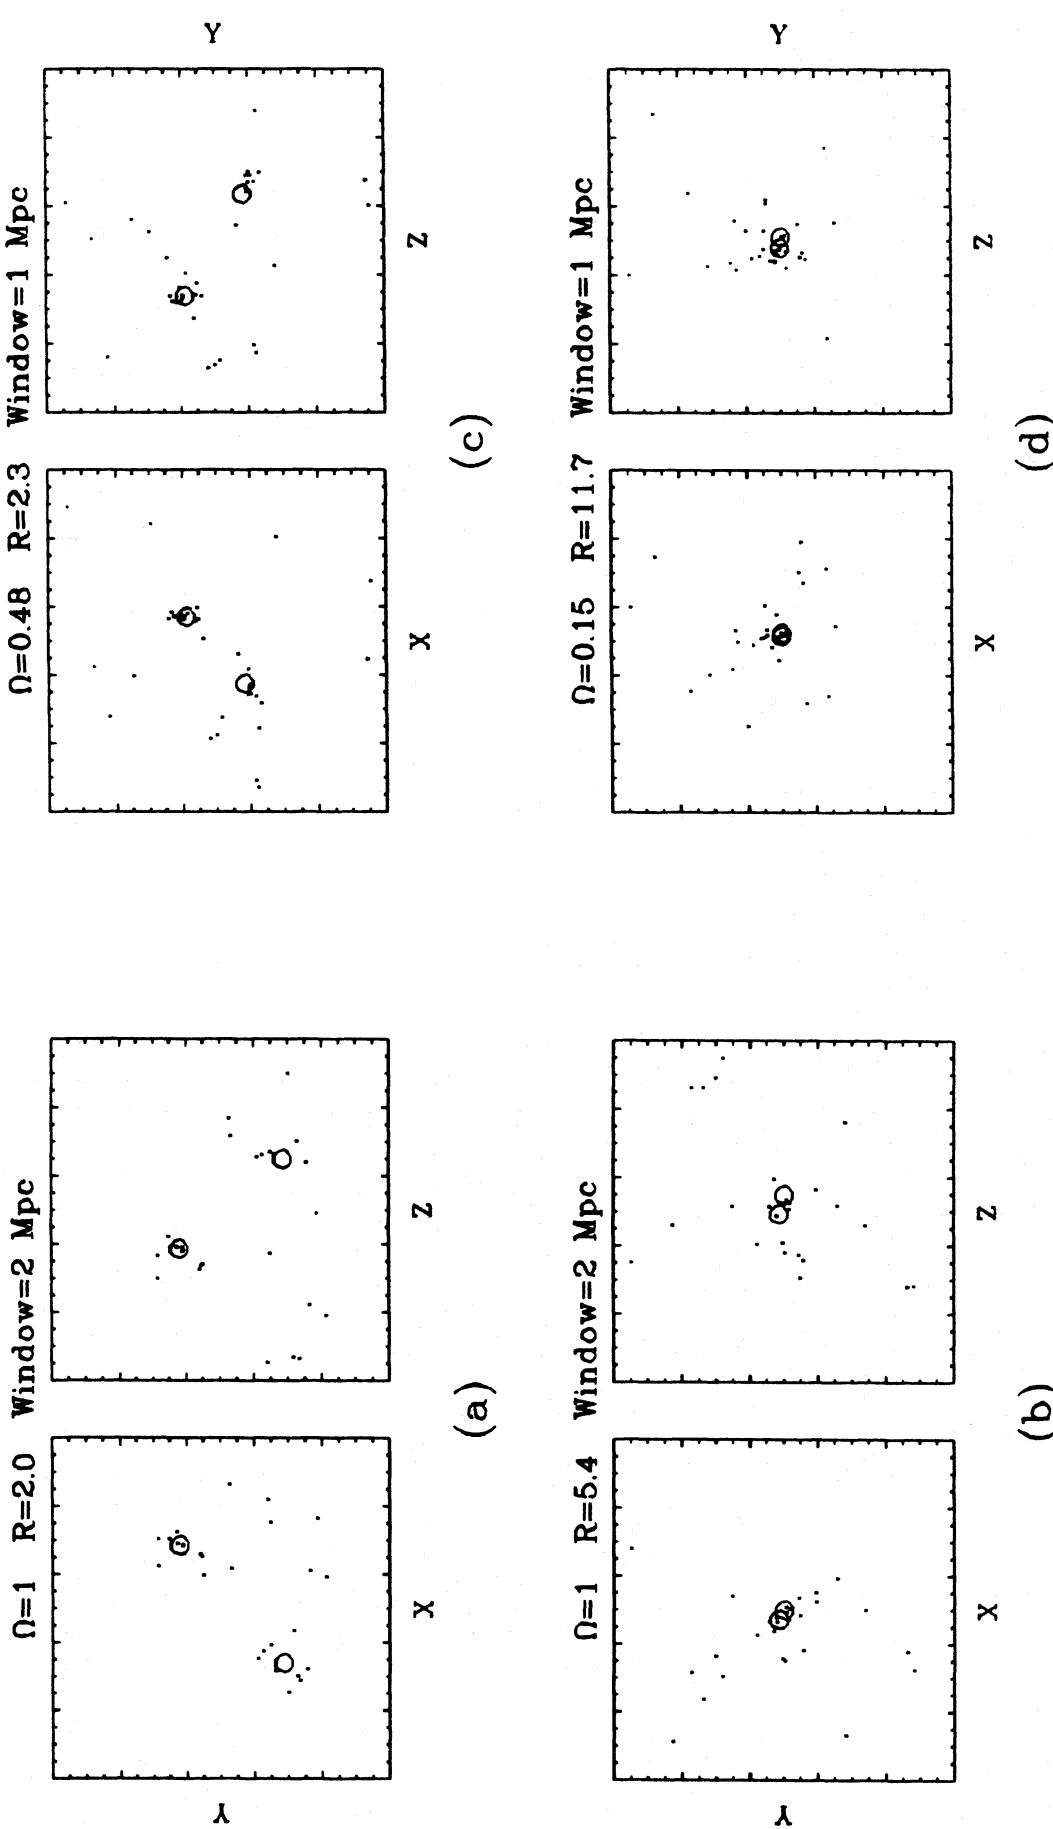 Ω=1 R=2.0 Window=2 Mpc
Y
X
Z
(a)
Ω=1 R=5.4 Window=2 Mpc
Y
X
Z
(b)
Ω=0.48 R=2.3 Window=1 Mpc
Y
X
Z
(c)
Ω=0.15 R=11.7 Window=1 Mpc
Y
X
Z
(d)